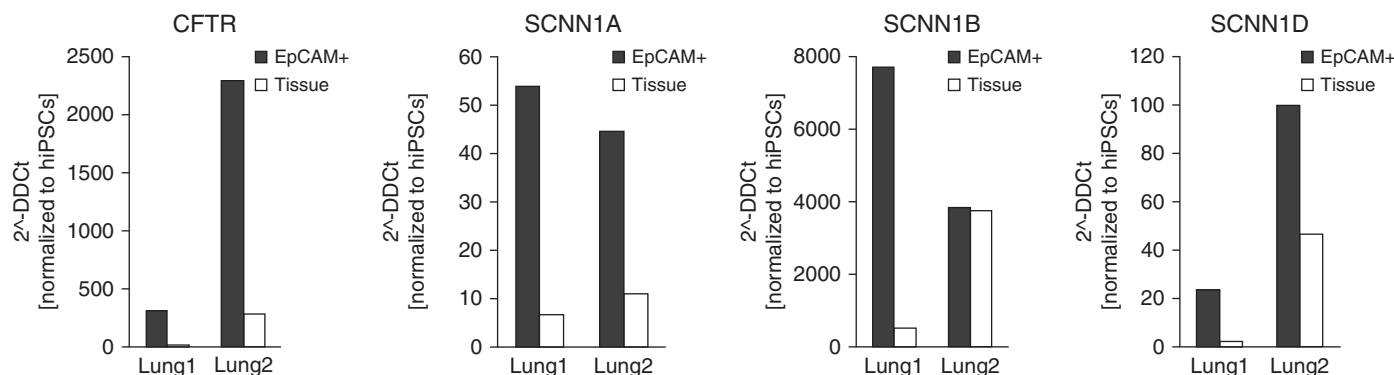 CFTR
2500
2000
1500
1000
500
0
2^-DDCt
[normalized to hiPSCs]
EpCAM+
Tissue
Lung1 Lung2
SCNN1A
60
50
40
30
20
10
0
2^-DDCt
[normalized to hiPSCs]
EpCAM+
Tissue
Lung1 Lung2
SCNN1B
8000
6000
4000
2000
0
2^-DDCt
[normalized to hiPSCs]
EpCAM+
Tissue
Lung1 Lung2
SCNN1D
120
100
80
60
40
20
0
2^-DDCt
[normalized to hiPSCs]
EpCAM+
Tissue
Lung1 Lung2